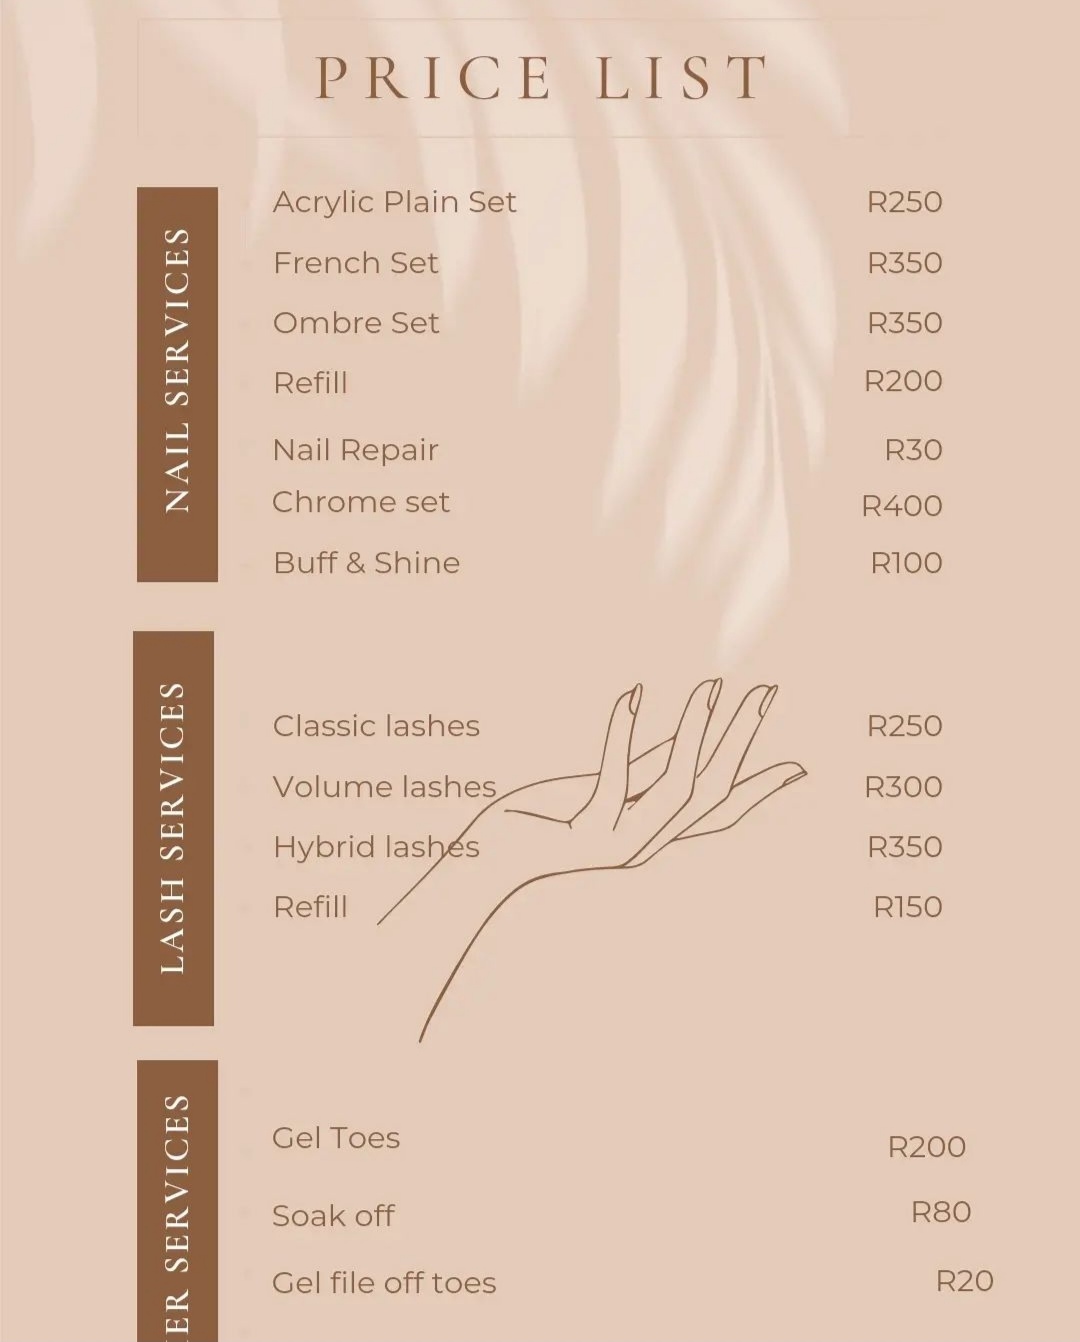 PRICE LIST
NAIL SERVICES
Acrylic Plain Set R250
French Set R350
Ombre Set R350
Refill R200
Nail Repair R30
Chrome set R400
Buff & Shine R100
LASH SERVICES
Classic lashes R250
Volume lashes R300
Hybrid lashes R350
Refill R150
SERVICES
Gel Toes R200
Soak off R80
Gel file off toes R20